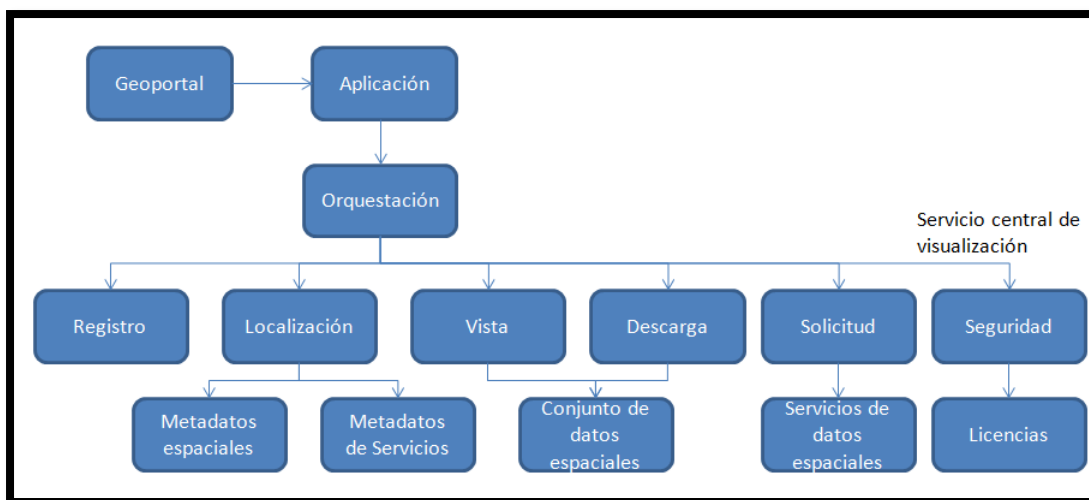 Geoportal
Aplicación
Orquestación
Servicio central de
visualización
Registro
Localización
Vista
Descarga
Solicitud
Seguridad
Metadatos
espaciales
Metadatos
de Servicios
Conjunto de
datos
espaciales
Servicios de
datos
espaciales
Licencias